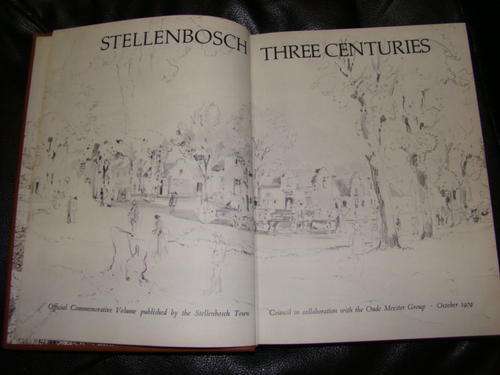 STELLENBOSCH THREE CENTURIES
Official Commemorative Volume published by the Stellenbosch Town Council in collaboration with the Oude Meester Group · October 1979